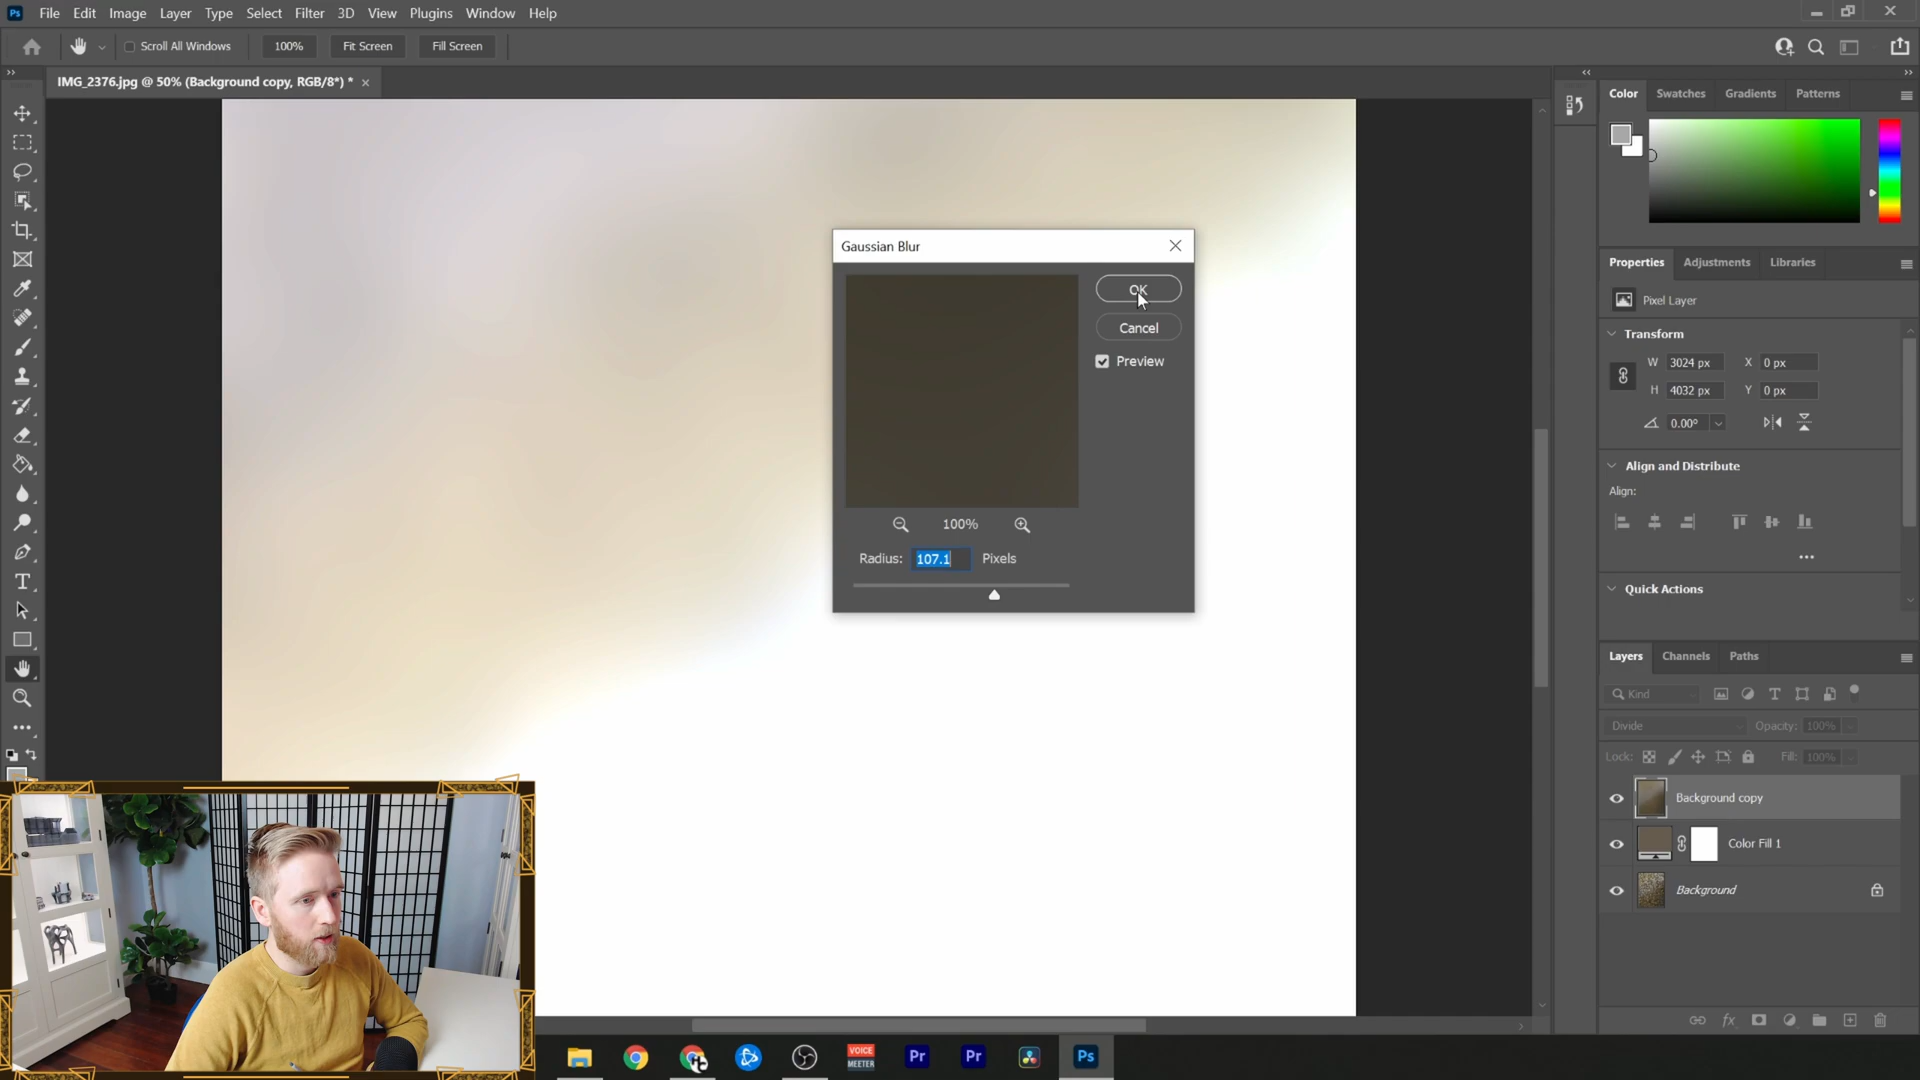 Ps File Edit Image Layer Type Select Filter 3D View Plugins Window Help
Scroll All Windows 100% Fit Screen Fill Screen
IMG_2376.jpg @ 50% (Background copy, RGB/8*) * ×
Gaussian Blur
OK
Cancel
Preview
100%
Radius: 107.1 Pixels
Color Swatches Gradients Patterns
Properties Adjustments Libraries
Pixel Layer
Transform
W 3024 px X 0 px
H 4032 px Y 0 px
0.00°
Align and Distribute
Align:
Quick Actions
Layers Channels Paths
Kind
Divide Opacity: 100%
Lock: Fill: 100%
Background copy
Color Fill 1
Background
fx
VOICE
MEETER
Pr
Pr
Ps